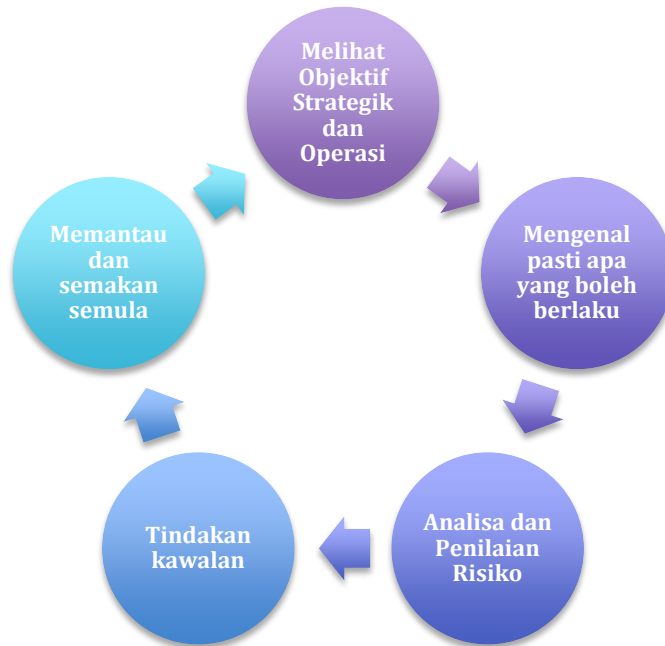 Melihat
Objektif
Strategik
dan
Operasi
Mengenal
pasti apa
yang boleh
berlaku
Analisa dan
Penilaian
Risiko
Tindakan
kawalan
Memantau
dan
semakan
semula